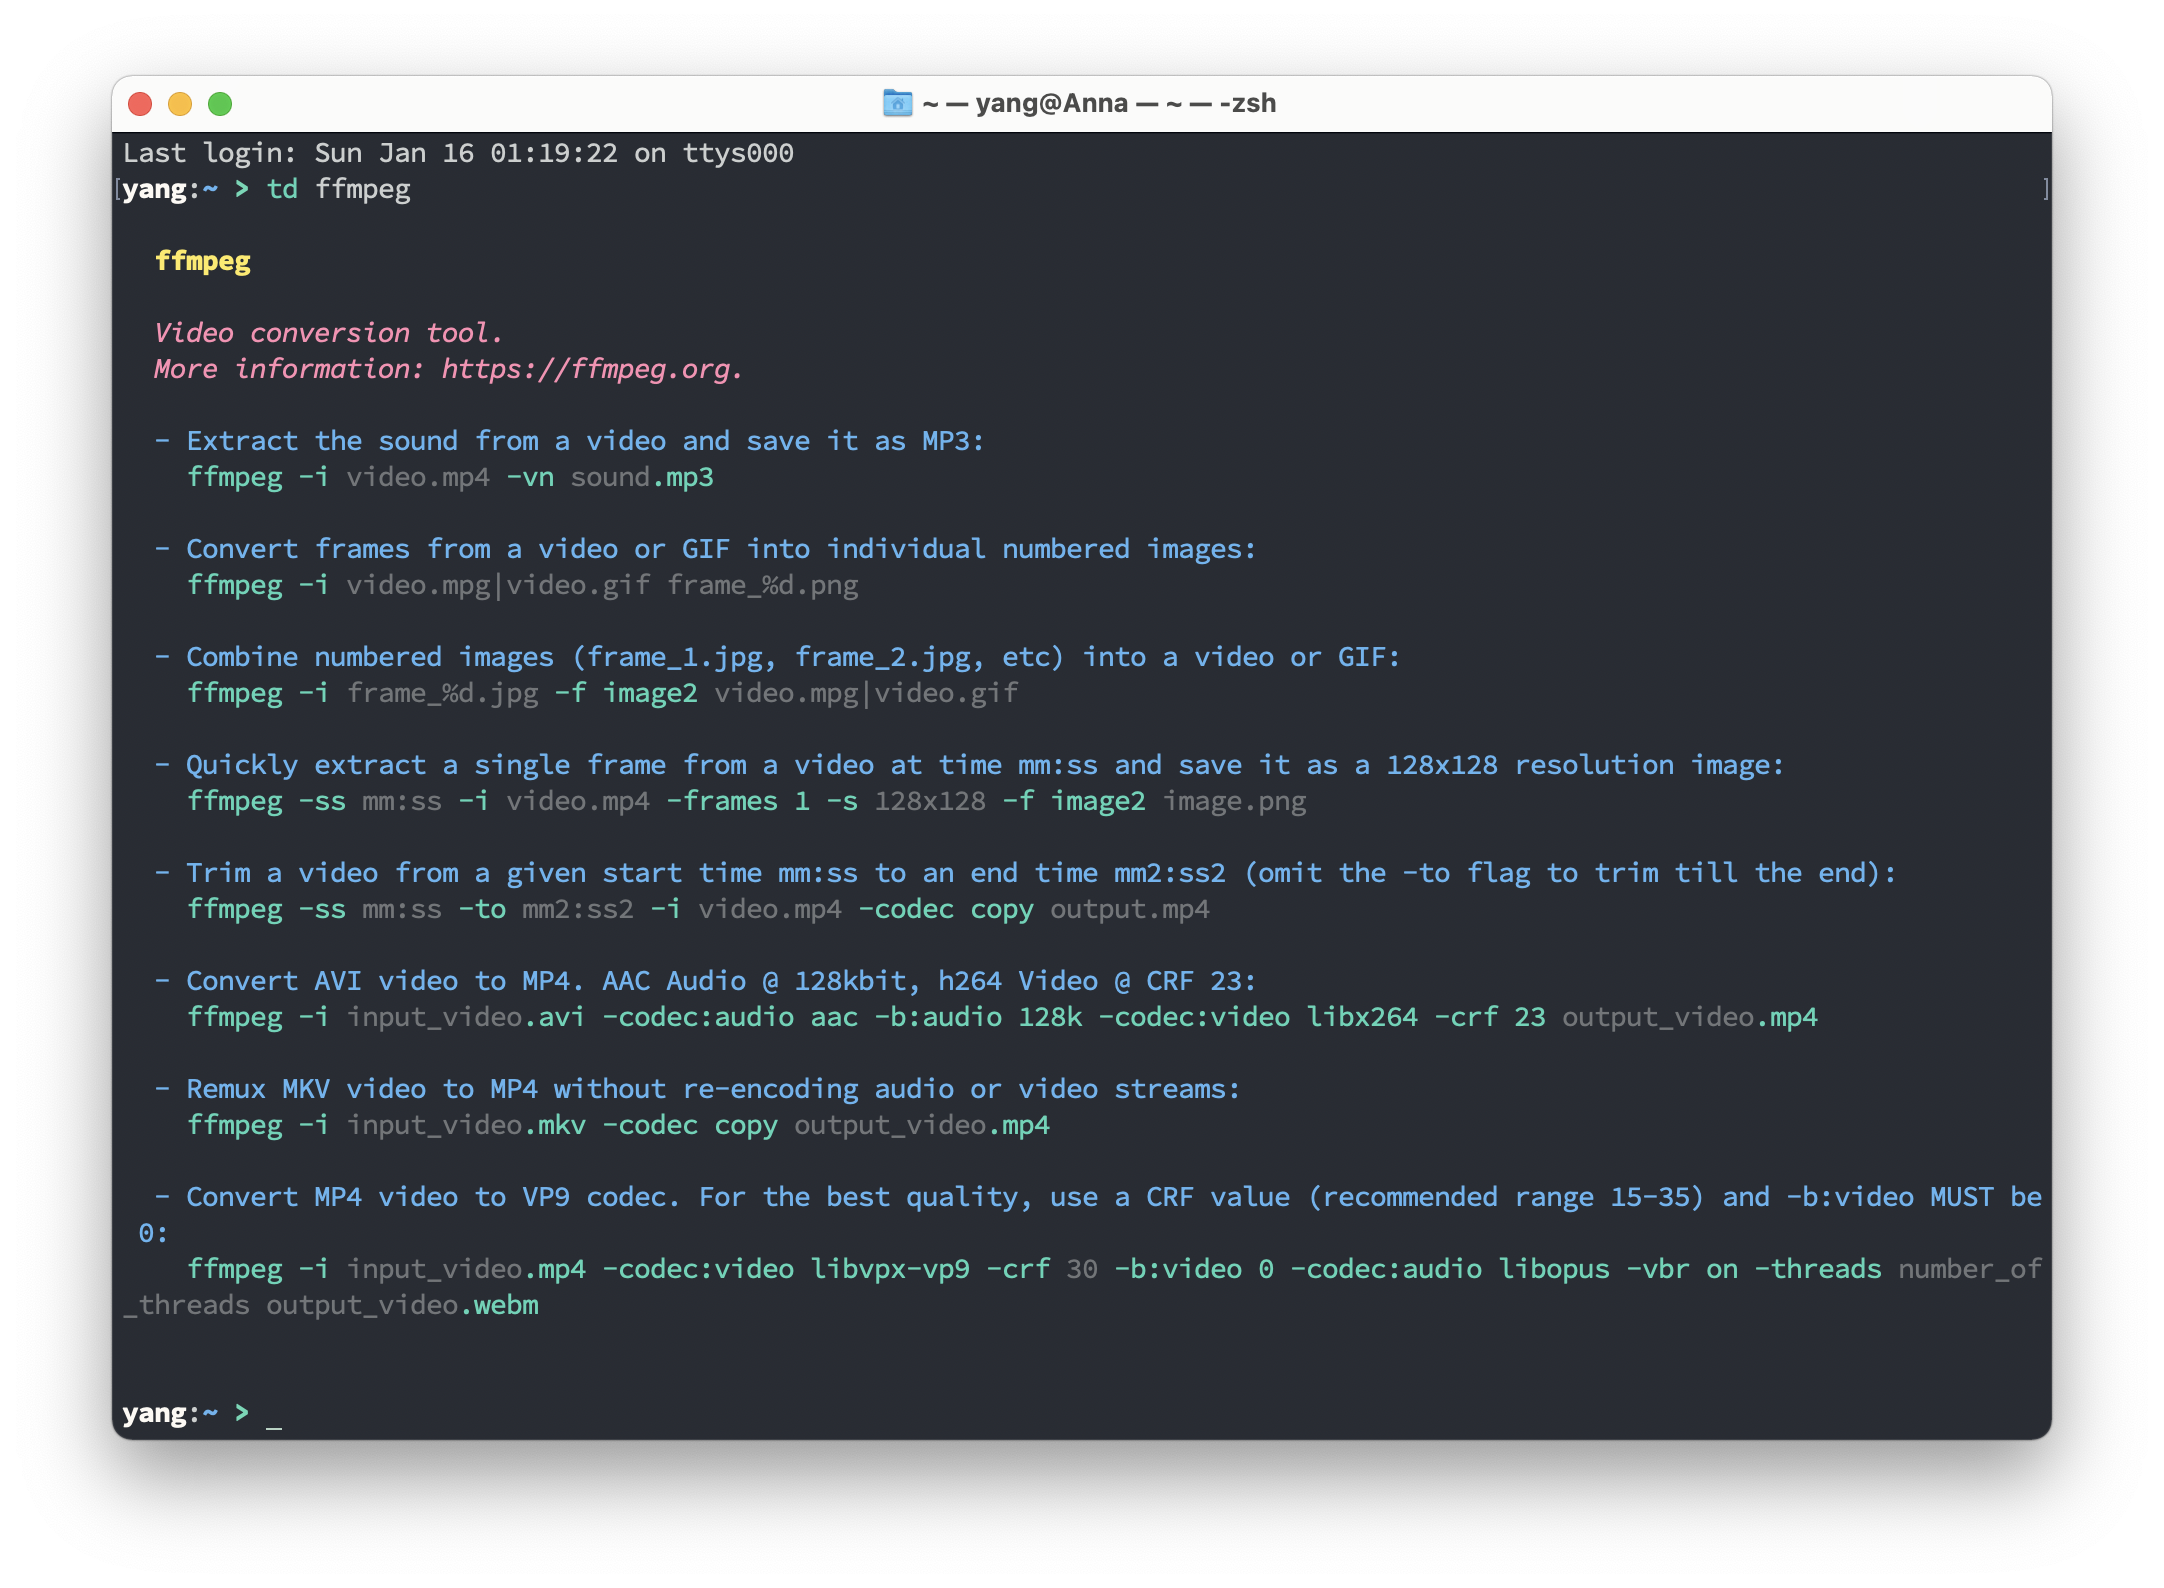 ~ — yang@Anna — ~ — -zsh
Last login: Sun Jan 16 01:19:22 on ttys000
[yang:~ > td ffmpeg ]
ffmpeg
Video conversion tool.
More information: https://ffmpeg.org.
- Extract the sound from a video and save it as MP3:
ffmpeg -i video.mp4 -vn sound.mp3
- Convert frames from a video or GIF into individual numbered images:
ffmpeg -i video.mpg|video.gif frame_%d.png
- Combine numbered images (frame_1.jpg, frame_2.jpg, etc) into a video or GIF:
ffmpeg -i frame_%d.jpg -f image2 video.mpg|video.gif
- Quickly extract a single frame from a video at time mm:ss and save it as a 128x128 resolution image:
ffmpeg -ss mm:ss -i video.mp4 -frames 1 -s 128x128 -f image2 image.png
- Trim a video from a given start time mm:ss to an end time mm2:ss2 (omit the -to flag to trim till the end):
ffmpeg -ss mm:ss -to mm2:ss2 -i video.mp4 -codec copy output.mp4
- Convert AVI video to MP4. AAC Audio @ 128kbit, h264 Video @ CRF 23:
ffmpeg -i input_video.avi -codec:audio aac -b:audio 128k -codec:video libx264 -crf 23 output_video.mp4
- Remux MKV video to MP4 without re-encoding audio or video streams:
ffmpeg -i input_video.mkv -codec copy output_video.mp4
- Convert MP4 video to VP9 codec. For the best quality, use a CRF value (recommended range 15-35) and -b:video MUST be
0:
ffmpeg -i input_video.mp4 -codec:video libvpx-vp9 -crf 30 -b:video 0 -codec:audio libopus -vbr on -threads number_of
_threads output_video.webm
yang:~ > _